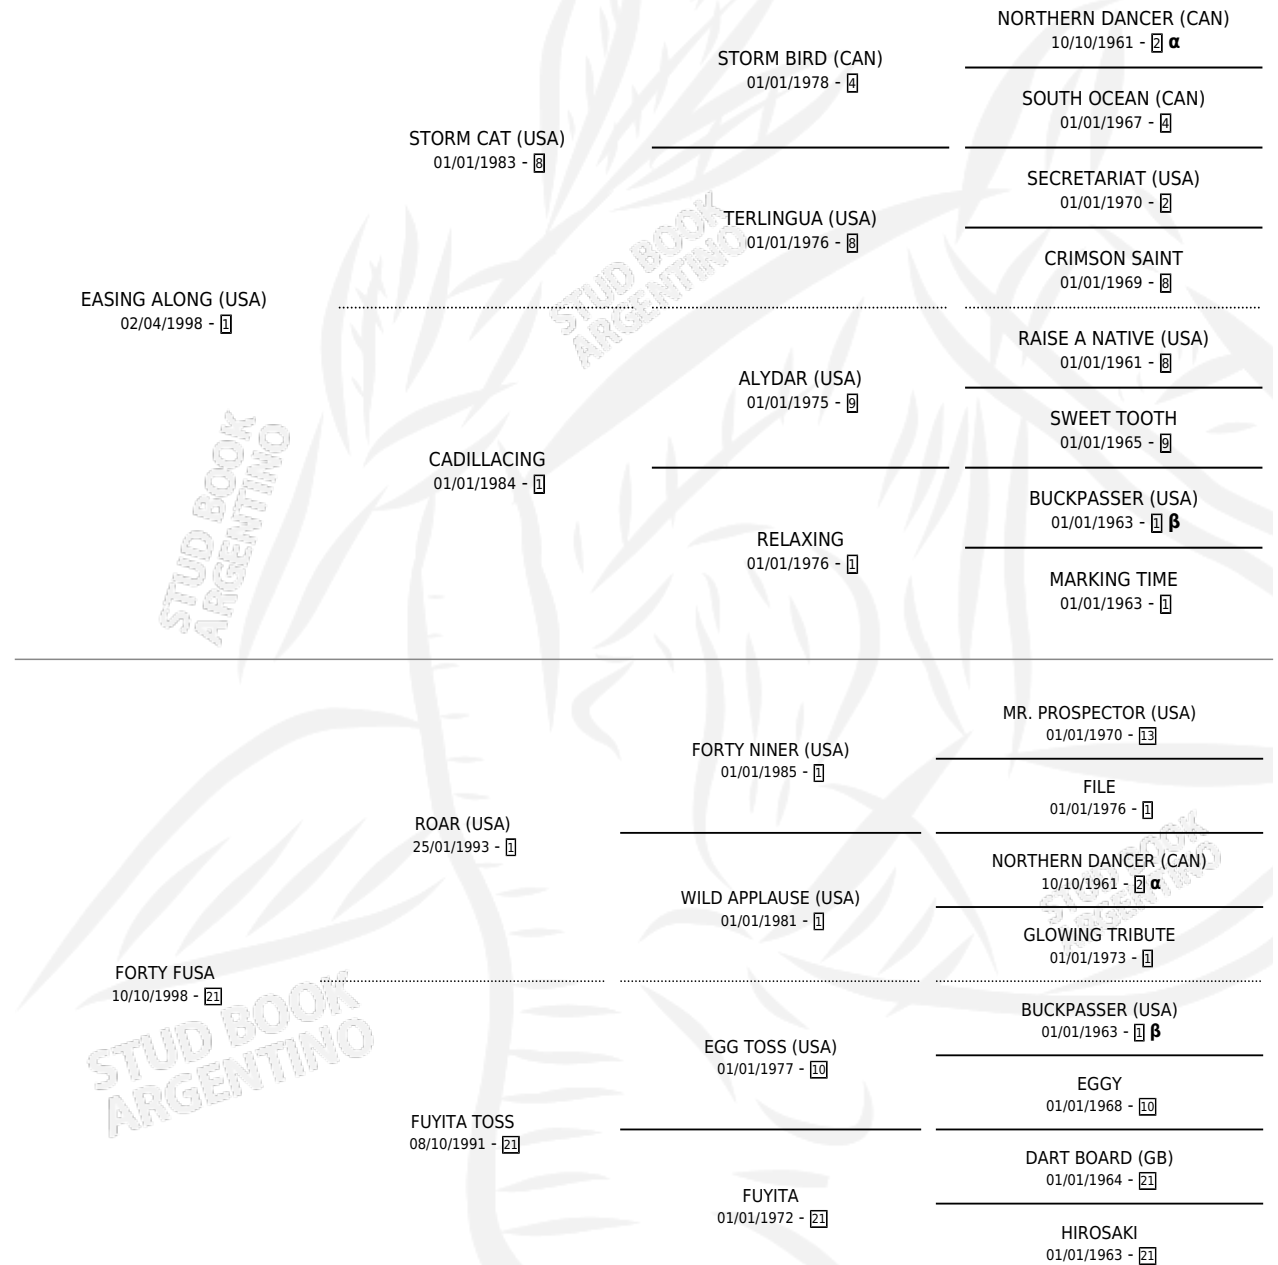 NORTHERN DANCER (CAN)
10/10/1961 - 2 α
STORM BIRD (CAN)
01/01/1978 - 4
SOUTH OCEAN (CAN)
01/01/1967 - 4
STORM CAT (USA)
01/01/1983 - 8
SECRETARIAT (USA)
01/01/1970 - 2
TERLINGUA (USA)
01/01/1976 - 8
CRIMSON SAINT
01/01/1969 - 8
EASING ALONG (USA)
02/04/1998 - 1
RAISE A NATIVE (USA)
01/01/1961 - 8
ALYDAR (USA)
01/01/1975 - 9
SWEET TOOTH
01/01/1965 - 9
CADILLACING
01/01/1984 - 1
BUCKPASSER (USA)
01/01/1963 - 1 β
RELAXING
01/01/1976 - 1
MARKING TIME
01/01/1963 - 1
MR. PROSPECTOR (USA)
01/01/1970 - 13
FORTY NINER (USA)
01/01/1985 - 1
FILE
01/01/1976 - 1
ROAR (USA)
25/01/1993 - 1
NORTHERN DANCER (CAN)
10/10/1961 - 2 α
WILD APPLAUSE (USA)
01/01/1981 - 1
GLOWING TRIBUTE
01/01/1973 - 1
FORTY FUSA
10/10/1998 - 21
BUCKPASSER (USA)
01/01/1963 - 1 β
EGG TOSS (USA)
01/01/1977 - 10
EGGY
01/01/1968 - 10
FUYITA TOSS
08/10/1991 - 21
DART BOARD (GB)
01/01/1964 - 21
FUYITA
01/01/1972 - 21
HIROSAKI
01/01/1963 - 21
STUD BOOK
ARGENTINO
STUD BOOK
ARGENTINO
STUD BOOK
ARGENTINO
STUD BOOK
ARGENTINO